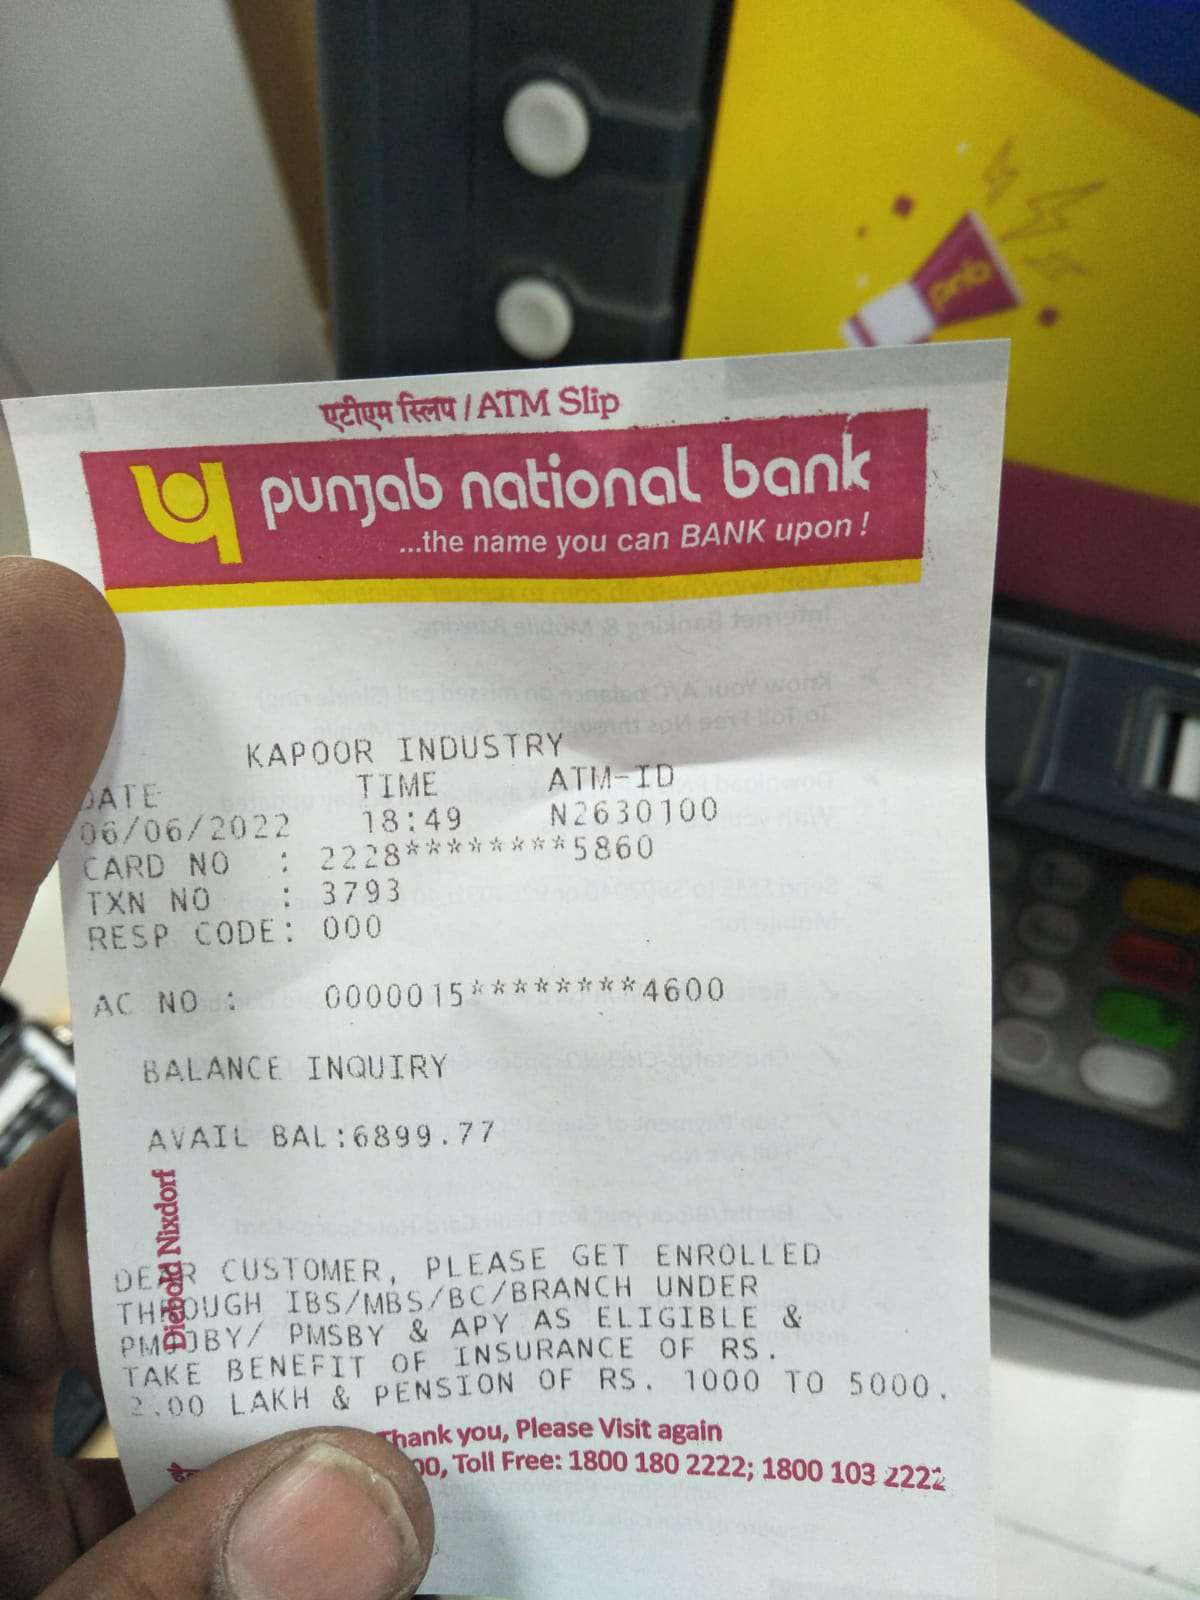 pnb
एटीएम स्लिप / ATM Slip
punjab national bank
...the name you can BANK upon !
KAPOOR INDUSTRY
DATE TIME ATM-ID
06/06/2022 18:49 N2630100
CARD NO : 2228********5860
TXN NO : 3793
RESP CODE: 000
AC NO : 0000015********4600
BALANCE INQUIRY
AVAIL BAL:6899.77
Diebold Nixdorf
DEAR CUSTOMER, PLEASE GET ENROLLED
THROUGH IBS/MBS/BC/BRANCH UNDER
PMJJBY/ PMSBY & APY AS ELIGIBLE &
TAKE BENEFIT OF INSURANCE OF RS.
2.00 LAKH & PENSION OF RS. 1000 TO 5000.
Thank you, Please Visit again
00, Toll Free: 1800 180 2222; 1800 103 2222